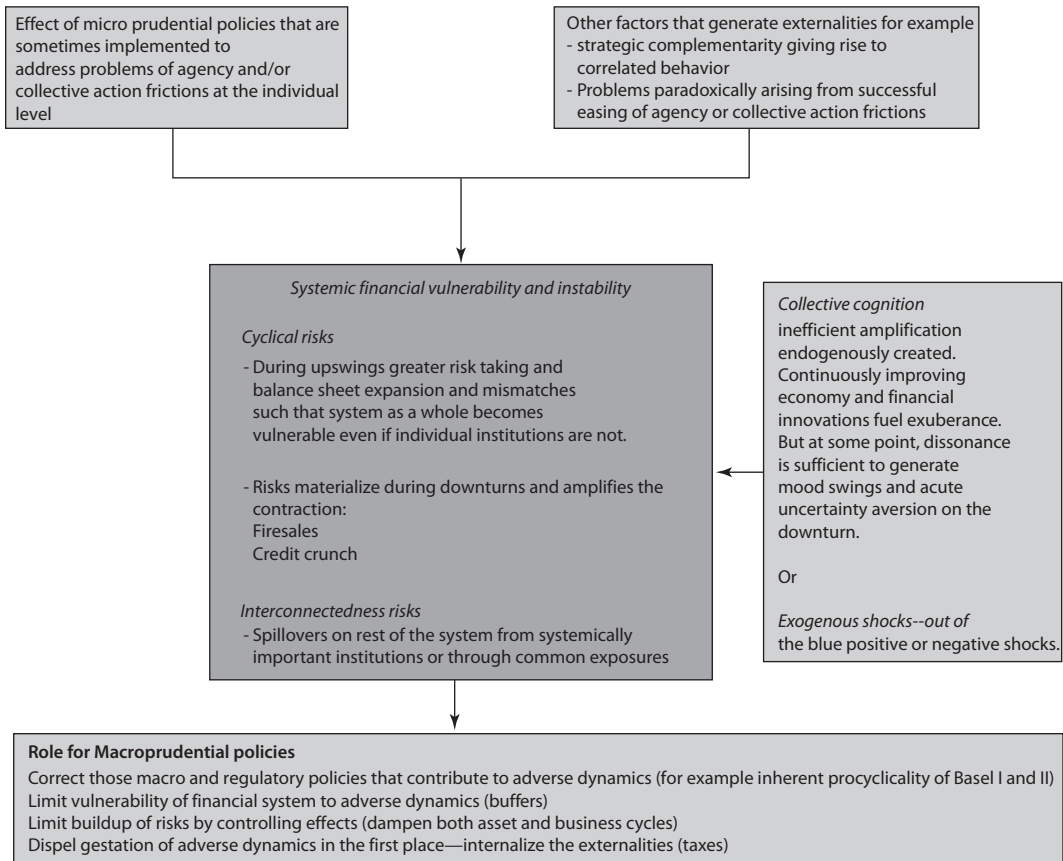 Effect of micro prudential policies that are
sometimes implemented to
address problems of agency and/or
collective action frictions at the individual
level
Other factors that generate externalities for example
- strategic complementarity giving rise to
correlated behavior
- Problems paradoxically arising from successful
easing of agency or collective action frictions
Systemic financial vulnerability and instability
Cyclical risks
- During upswings greater risk taking and
balance sheet expansion and mismatches
such that system as a whole becomes
vulnerable even if individual institutions are not.
- Risks materialize during downturns and amplifies the
contraction:
Firesales
Credit crunch
Interconnectedness risks
- Spillovers on rest of the system from systemically
important institutions or through common exposures
Collective cognition
inefficient amplification
endogenously created.
Continuously improving
economy and financial
innovations fuel exuberance.
But at some point, dissonance
is sufficient to generate
mood swings and acute
uncertainty aversion on the
downturn.
Or
Exogenous shocks--out of
the blue positive or negative shocks.
Role for Macroprudential policies
Correct those macro and regulatory policies that contribute to adverse dynamics (for example inherent procyclicality of Basel I and II)
Limit vulnerability of financial system to adverse dynamics (buffers)
Limit buildup of risks by controlling effects (dampen both asset and business cycles)
Dispel gestation of adverse dynamics in the first place—internalize the externalities (taxes)